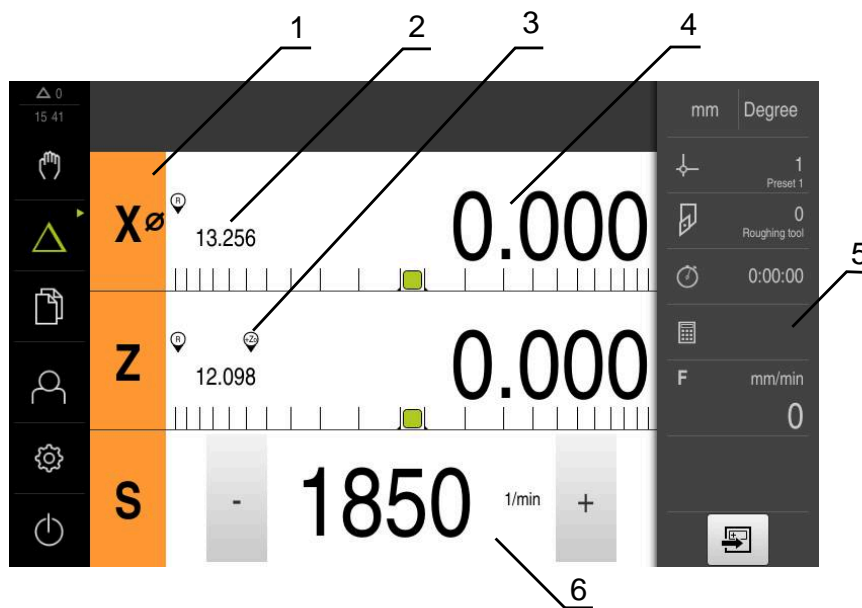 1 2 3 4
0
15 41
mm Degree
1
Preset 1
X⌀ R 13.256 0.000
0
Roughing tool
0:00:00
5
Z R +Z₀ 12.098 0.000
F mm/min
0
S - 1850 1/min +
6